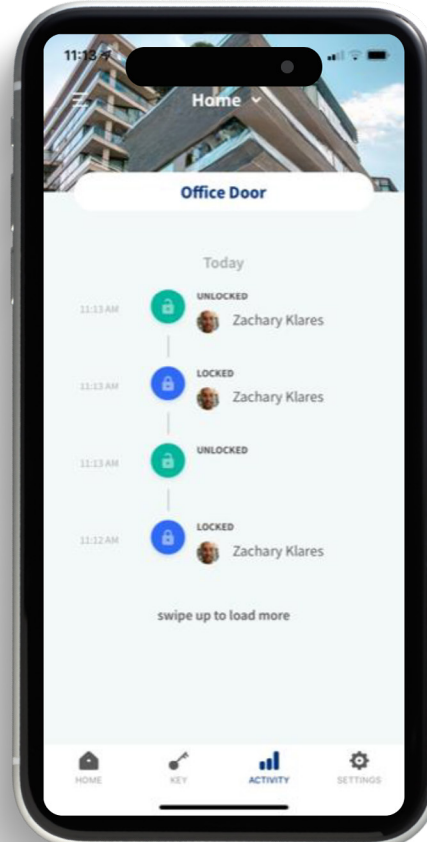 11:13
Home
Office Door
Today
UNLOCKED
11:13 AM
Zachary Klares
LOCKED
11:13 AM
Zachary Klares
UNLOCKED
11:13 AM
LOCKED
11:12 AM
Zachary Klares
swipe up to load more
HOME KEY ACTIVITY SETTINGS